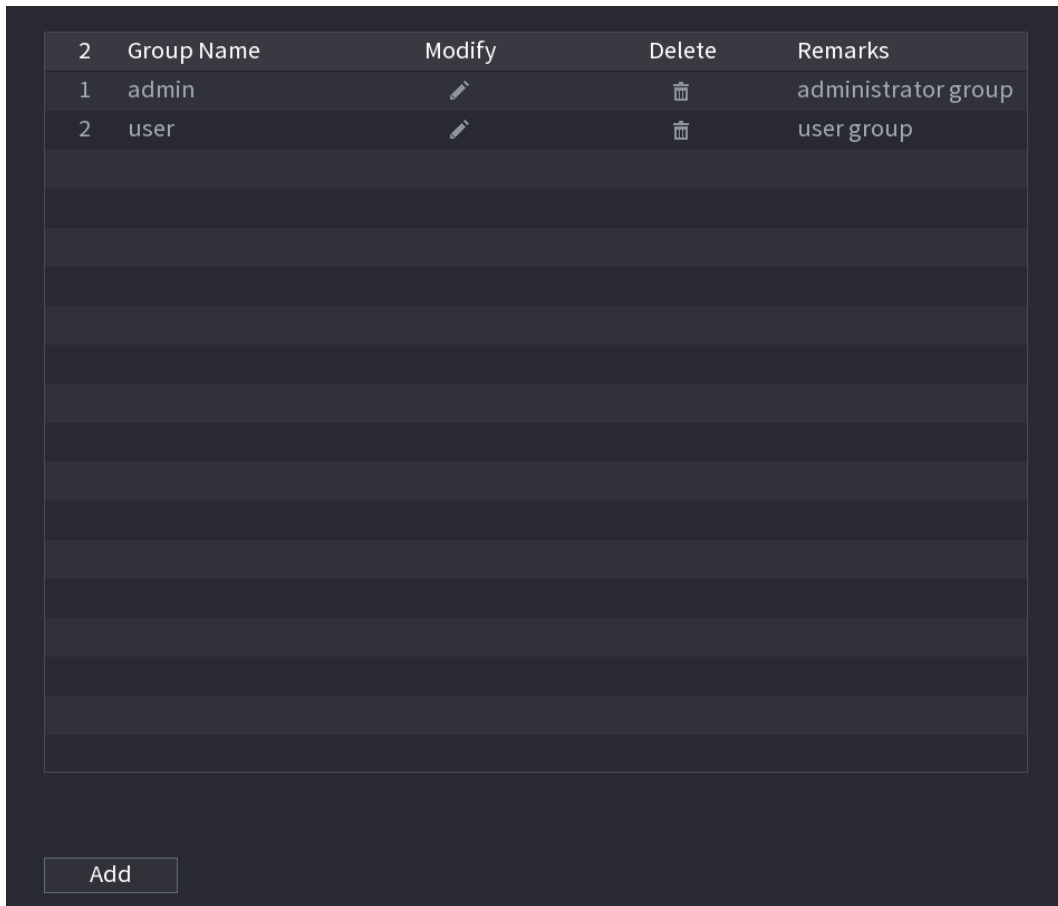 2 Group Name Modify Delete Remarks
1 admin administrator group
2 user user group
Add